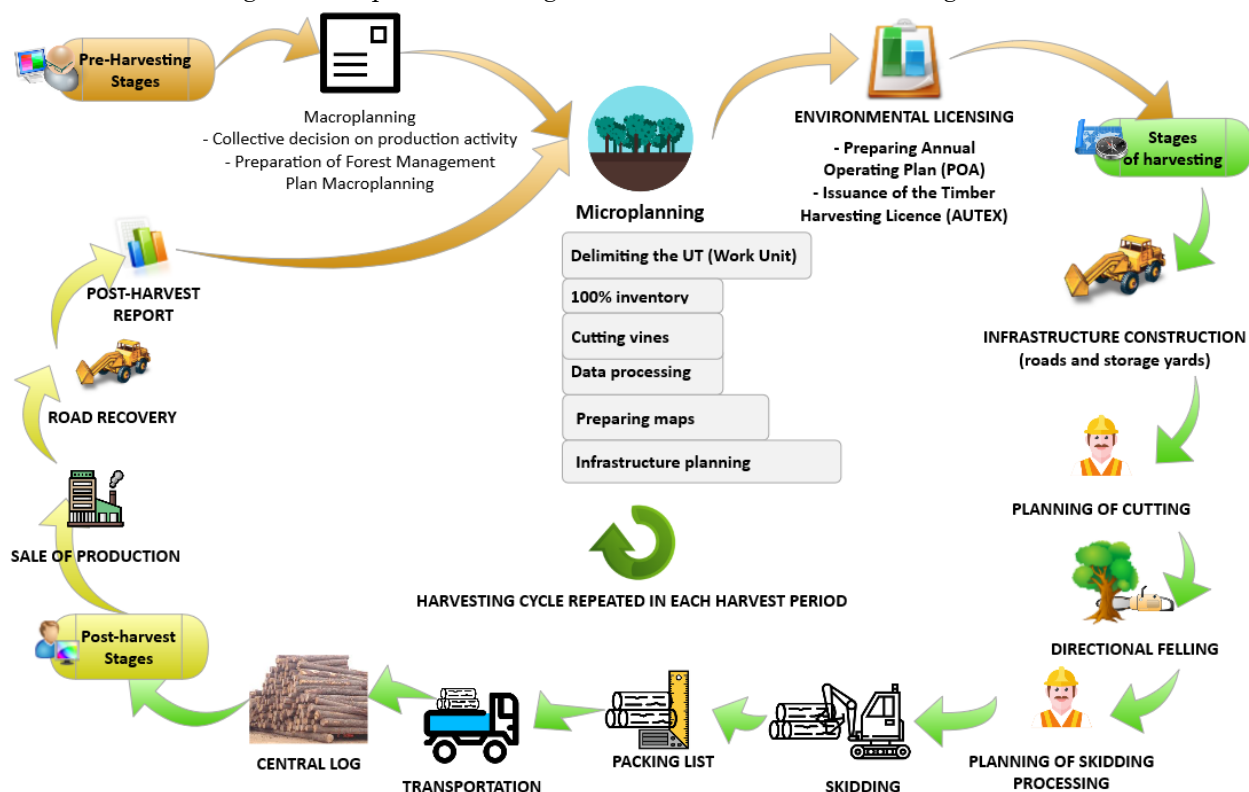 Pre-Harvesting
Stages
Macroplanning
- Collective decision on production activity
- Preparation of Forest Management
Plan Macroplanning
Microplanning
Delimiting the UT (Work Unit)
100% inventory
Cutting vines
Data processing
Preparing maps
Infrastructure planning
ENVIRONMENTAL LICENSING
- Preparing Annual
Operating Plan (POA)
- Issuance of the Timber
Harvesting Licence (AUTEX)
Stages
of harvesting
INFRASTRUCTURE CONSTRUCTION
(roads and storage yards)
PLANNING OF CUTTING
DIRECTIONAL FELLING
PLANNING OF SKIDDING
PROCESSING
SKIDDING
PACKING LIST
TRANSPORTATION
CENTRAL LOG
Post-harvest
Stages
SALE OF PRODUCTION
ROAD RECOVERY
POST-HARVEST
REPORT
HARVESTING CYCLE REPEATED IN EACH HARVEST PERIOD